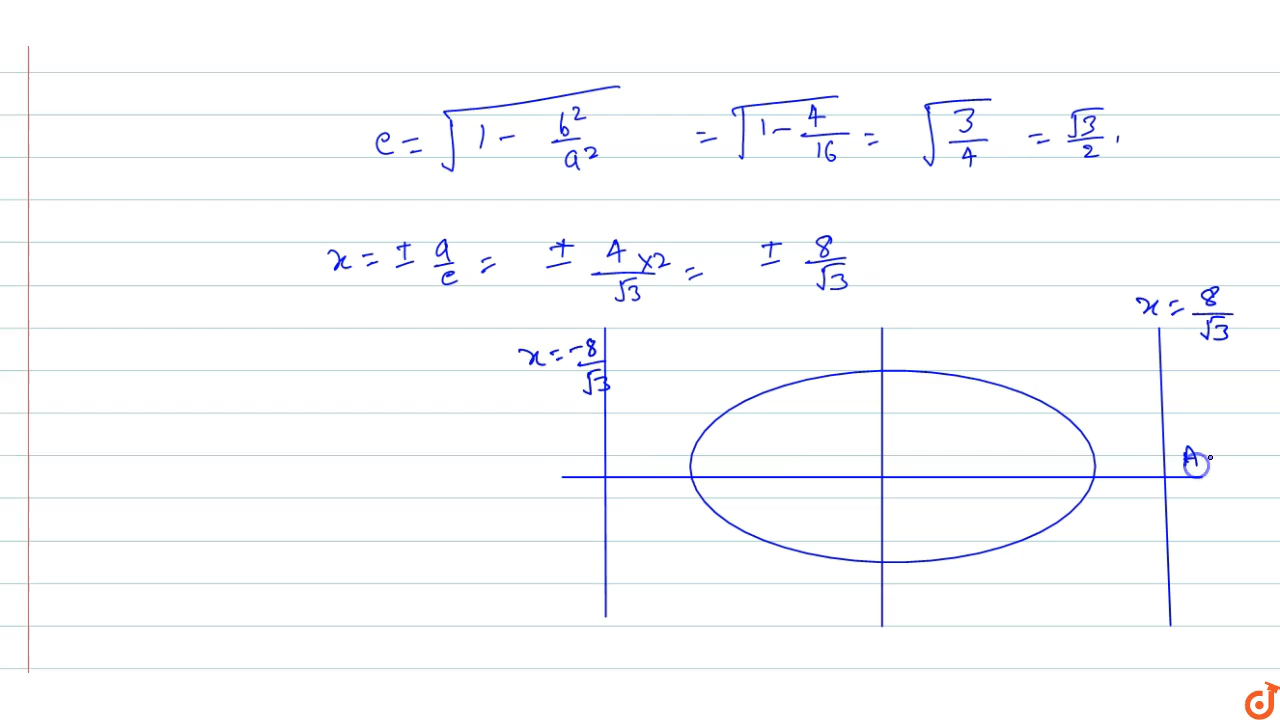 e = √(1 - b²/a²) = √(1 - 4/16) = √(3/4) = √3/2 .
x = ± a/e = ± 4×2/√3 = ± 8/√3
x = 8/√3
x = -8/√3
A